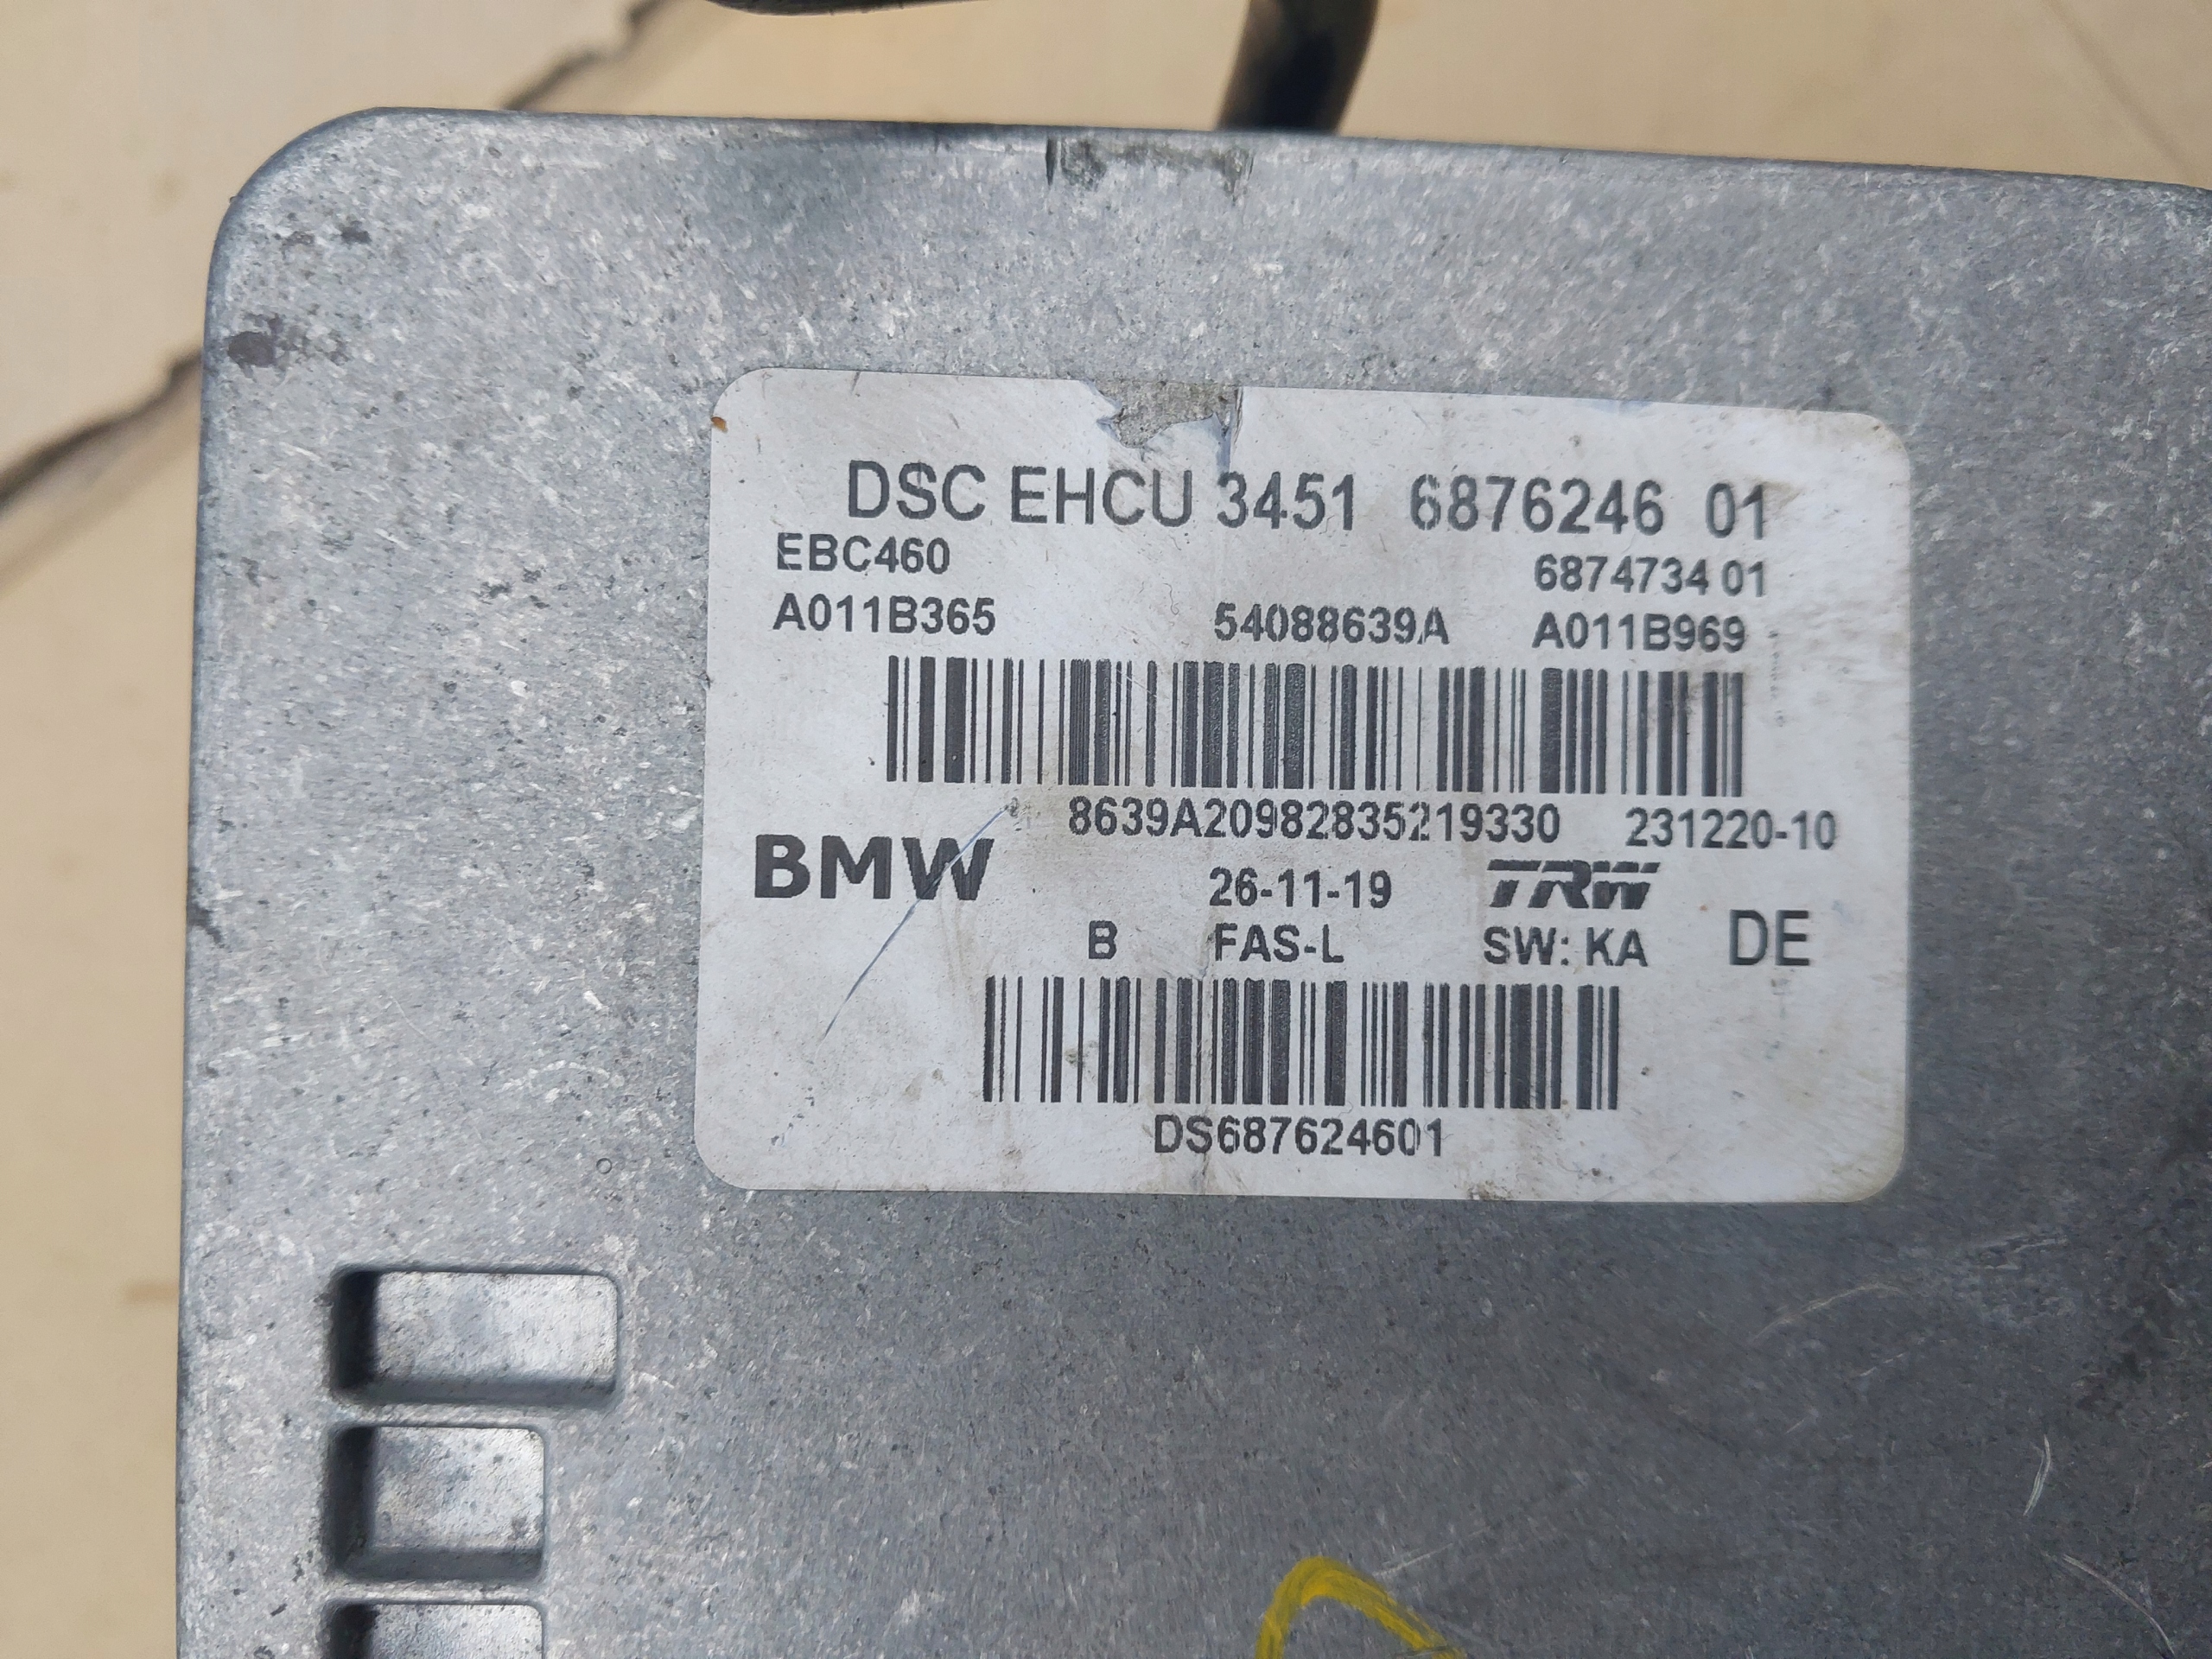 DSC EHCU 3451 6876246 01
EBC460 6874734 01
A011B365 54088639A A011B969
8639A20982835219330 231220-10
BMW 26-11-19 TRW
B FAS-L SW: KA DE
DS687624601